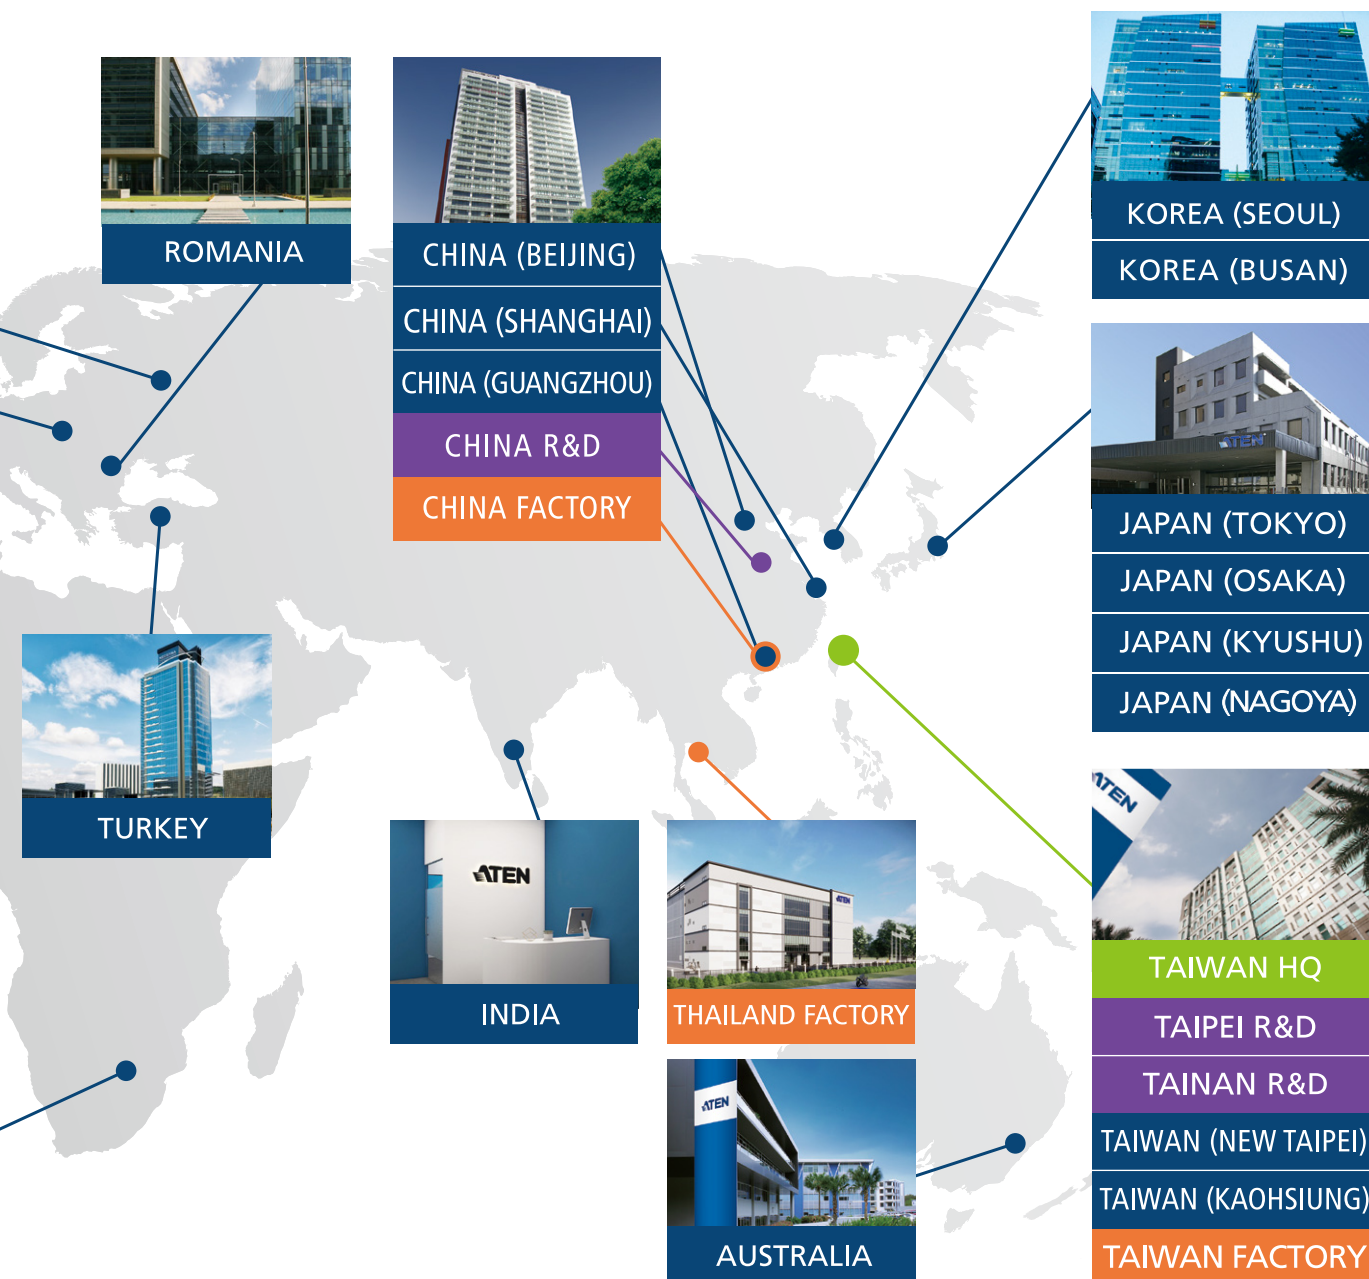 ROMANIA
CHINA (BEIJING)
CHINA (SHANGHAI)
CHINA (GUANGZHOU)
CHINA R&D
CHINA FACTORY
KOREA (SEOUL)
KOREA (BUSAN)
ATEN
JAPAN (TOKYO)
JAPAN (OSAKA)
JAPAN (KYUSHU)
JAPAN (NAGOYA)
TURKEY
ATEN
INDIA
ATEN
THAILAND FACTORY
ATEN
AUSTRALIA
ATEN
TAIWAN HQ
TAIPEI R&D
TAINAN R&D
TAIWAN (NEW TAIPEI)
TAIWAN (KAOHSIUNG)
TAIWAN FACTORY